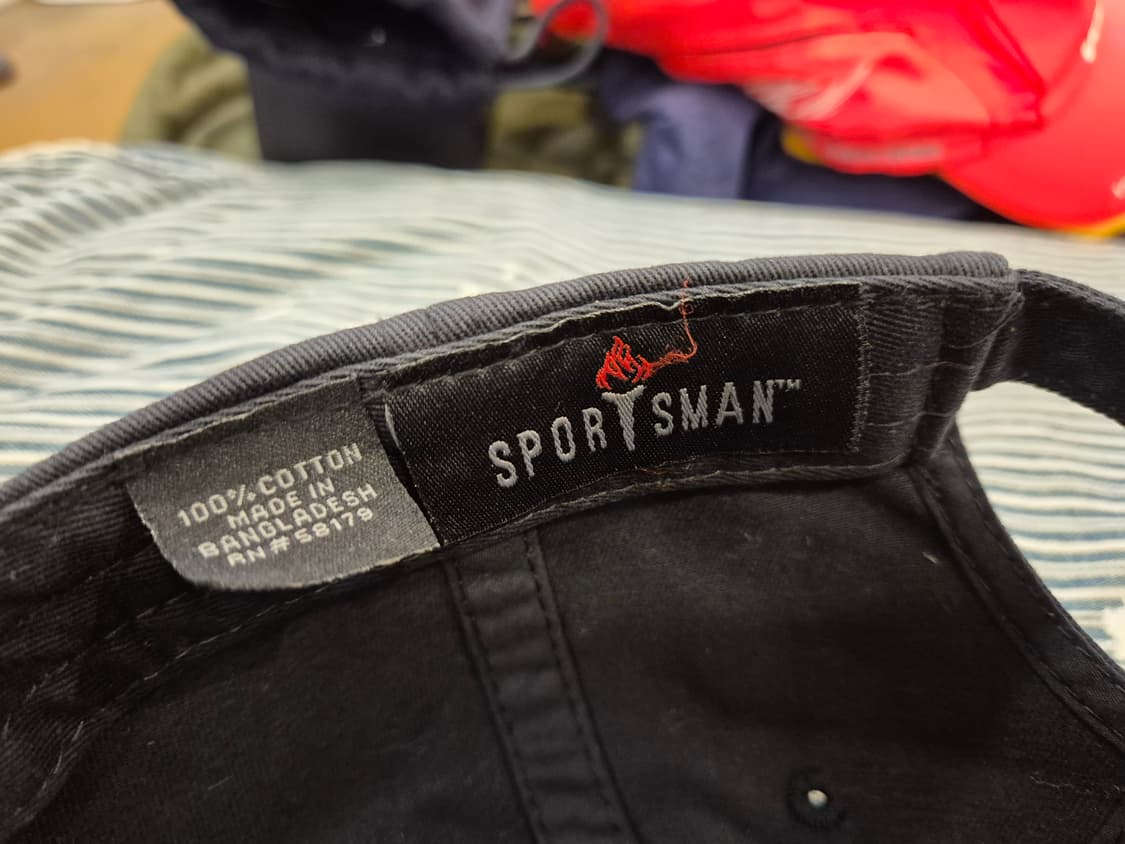 100% COTTON
MADE IN
BANGLADESH
RN#58179
SPORTSMAN™